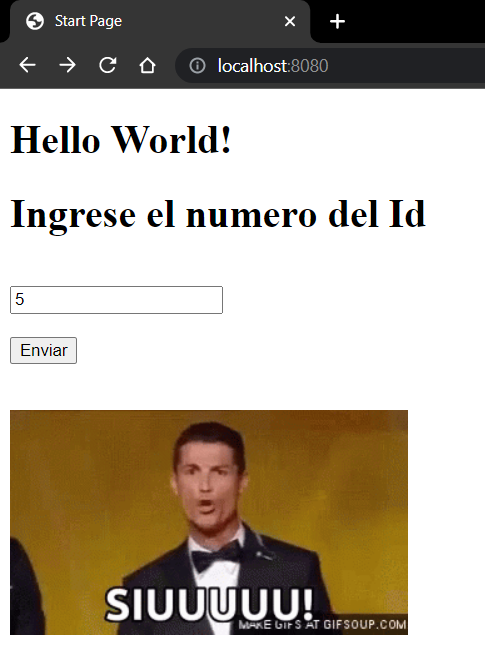 Start Page
localhost:8080
Hello World!
Ingrese el numero del Id
5
Enviar
SIUUUUU!
MAKE GIFS AT GIFSOUP.COM